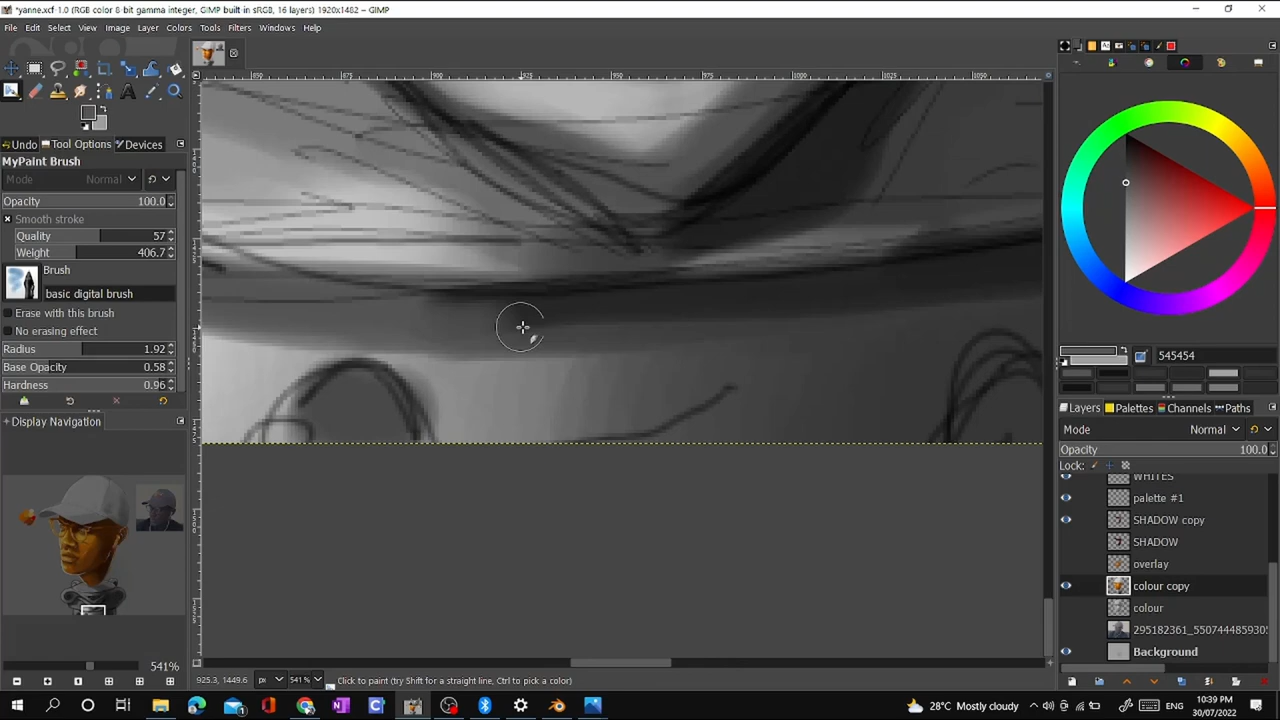 *yanne.xcf-1.0 (RGB color 8-bit gamma integer, GIMP built in sRGB, 16 layers) 1920x1482 – GIMP
File Edit Select View Image Layer Colors Tools Filters Windows Help
Undo Tool Options Devices
MyPaint Brush
Mode Normal
Opacity 100.0
Smooth stroke
Quality 57
Weight 406.7
Brush
basic digital brush
Erase with this brush
No erasing effect
Radius 1.92
Base Opacity 0.58
Hardness 0.96
Display Navigation
541%
925.3, 1449.6 px 541 % Click to paint (try Shift for a straight line, Ctrl to pick a color)
545454
Layers Palettes Channels Paths
Mode Normal
Opacity 100.0
Lock:
WHITES
palette #1
SHADOW copy
SHADOW
overlay
colour copy
colour
Background
28°C Mostly cloudy ENG 10:39 PM
30/07/2022